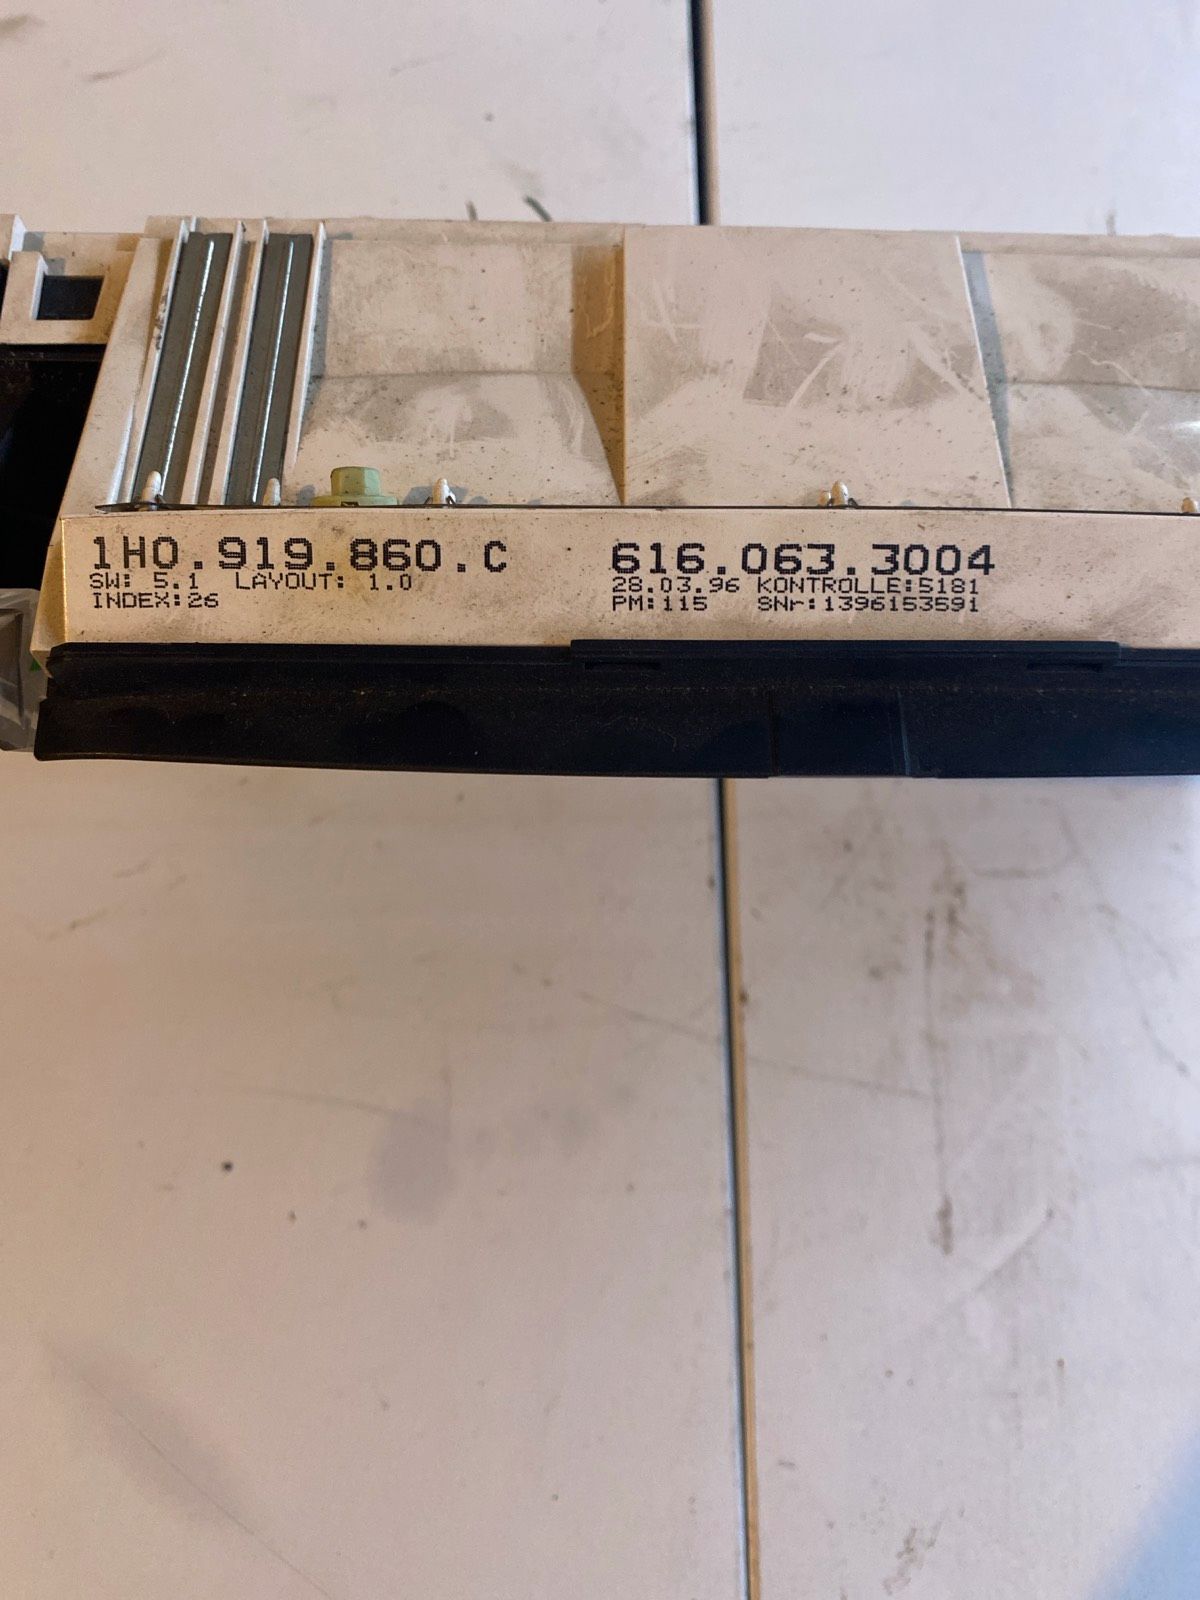 1H0.919.860.C
SW: 5.1 LAYOUT: 1.0
INDEX:26
616.063.3004
28.03.96 KONTROLLE:5181
PM:115 SNr:1396153591